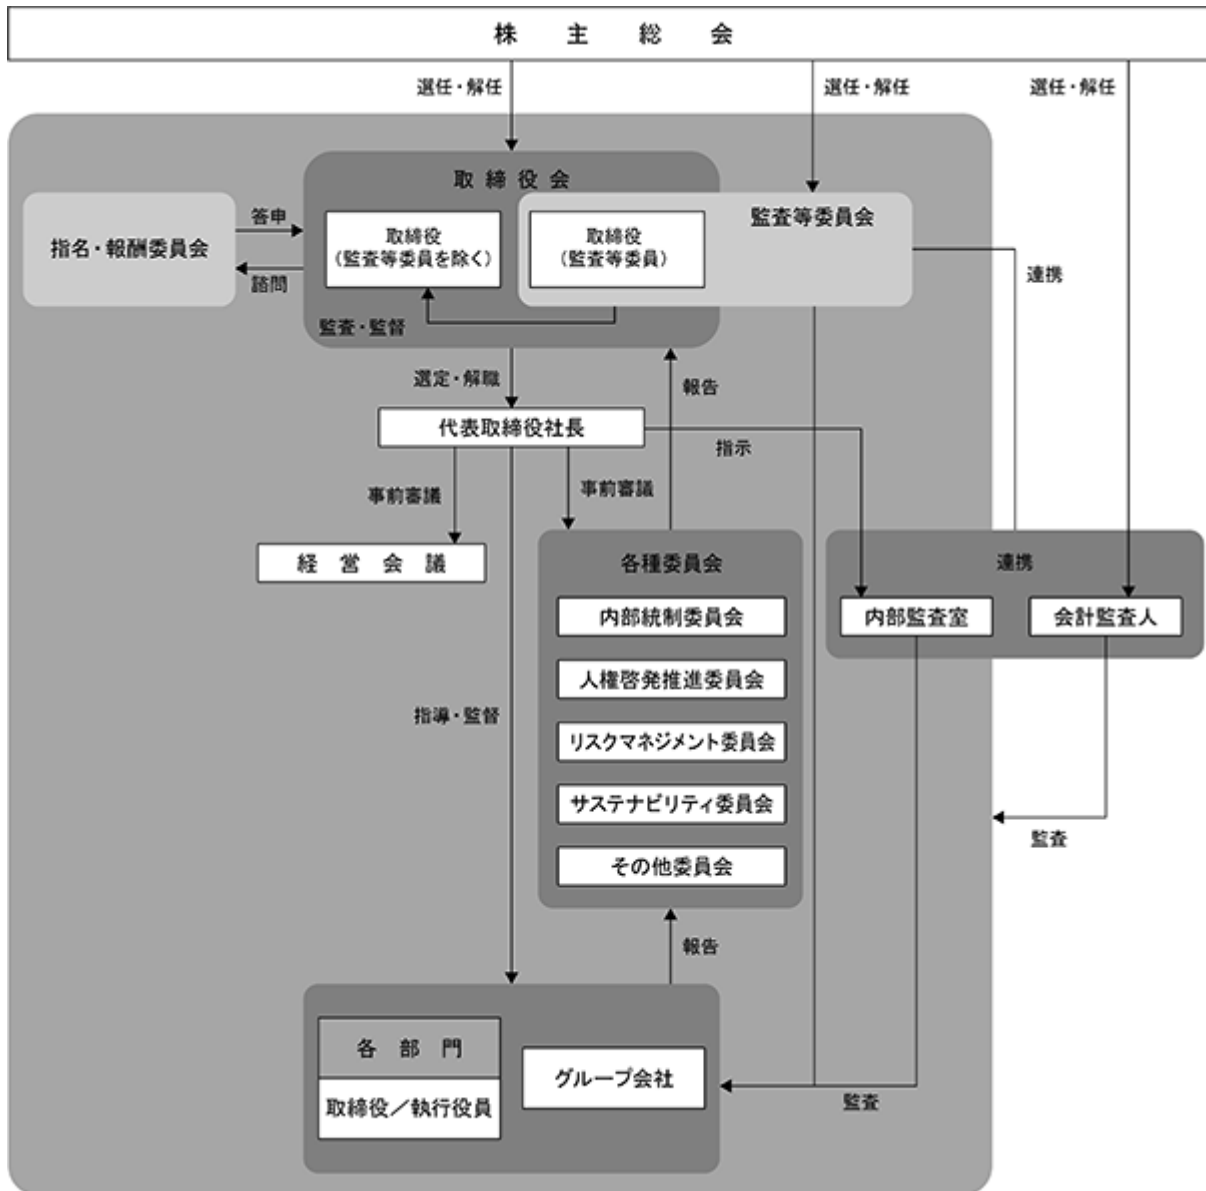 株主総会
選任・解任
選任・解任
選任・解任
取締役会
監査等委員会
指名・報酬委員会
答申
諮問
取締役
(監査等委員を除く)
取締役
(監査等委員)
連携
監査・監督
選定・解職
報告
代表取締役社長
指示
事前審議
事前審議
経営会議
各種委員会
連携
内部統制委員会
内部監査室
会計監査人
人権啓発推進委員会
指導・監督
リスクマネジメント委員会
サステナビリティ委員会
監査
その他委員会
報告
各部門
取締役／執行役員
グループ会社
監査